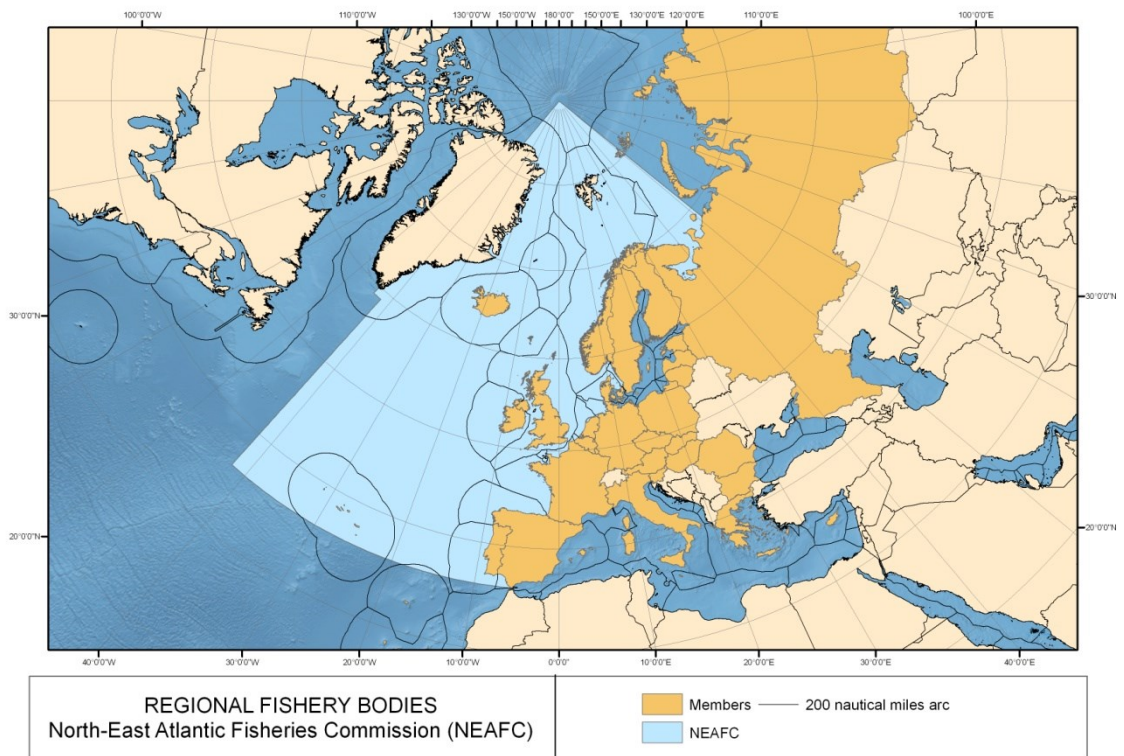 100°0'0"W 110°0'0"W 130°0'0"W 150°0'0"W 180°0'0" 150°0'0"E 130°0'0"E 120°0'0"E 110°0'0"E 100°0'0"E
30°0'0"N 30°0'0"N
20°0'0"N 20°0'0"N
40°0'0"W 30°0'0"W 20°0'0"W 10°0'0"W 0°0'0" 10°0'0"E 20°0'0"E 30°0'0"E 40°0'0"E
REGIONAL FISHERY BODIES
North-East Atlantic Fisheries Commission (NEAFC)
Members 200 nautical miles arc
NEAFC